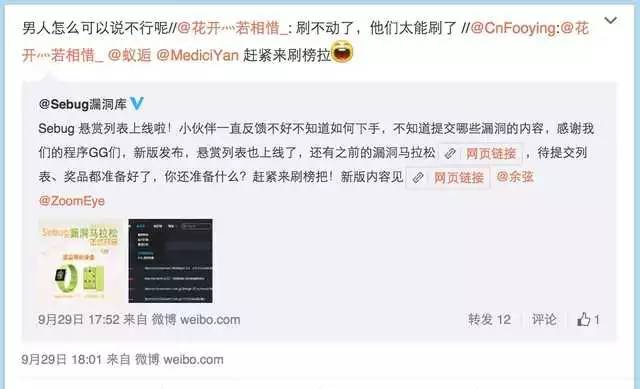 男人怎么可以说不行呢//@花开灬若相惜_: 刷不动了，他们太能刷了 //@CnFooying:@花
开灬若相惜_ @蚁逅 @MediciYan 赶紧来刷榜拉
@Sebug漏洞库
Sebug 悬赏列表上线啦！小伙伴一直反馈不好不知道如何下手，不知道提交哪些漏洞的内容，感谢我
们的程序GG们，新版发布，悬赏列表也上线了，还有之前的漏洞马拉松 网页链接 ，待提交列
表、奖品都准备好了，你还准备什么？赶紧来刷榜把！新版内容见 网页链接 @余弦
@ZoomEye
Sebug漏洞马拉松
9月29日 17:52 来自 微博 weibo.com 转发 12 评论 1
9月29日 18:01 来自 微博 weibo.com